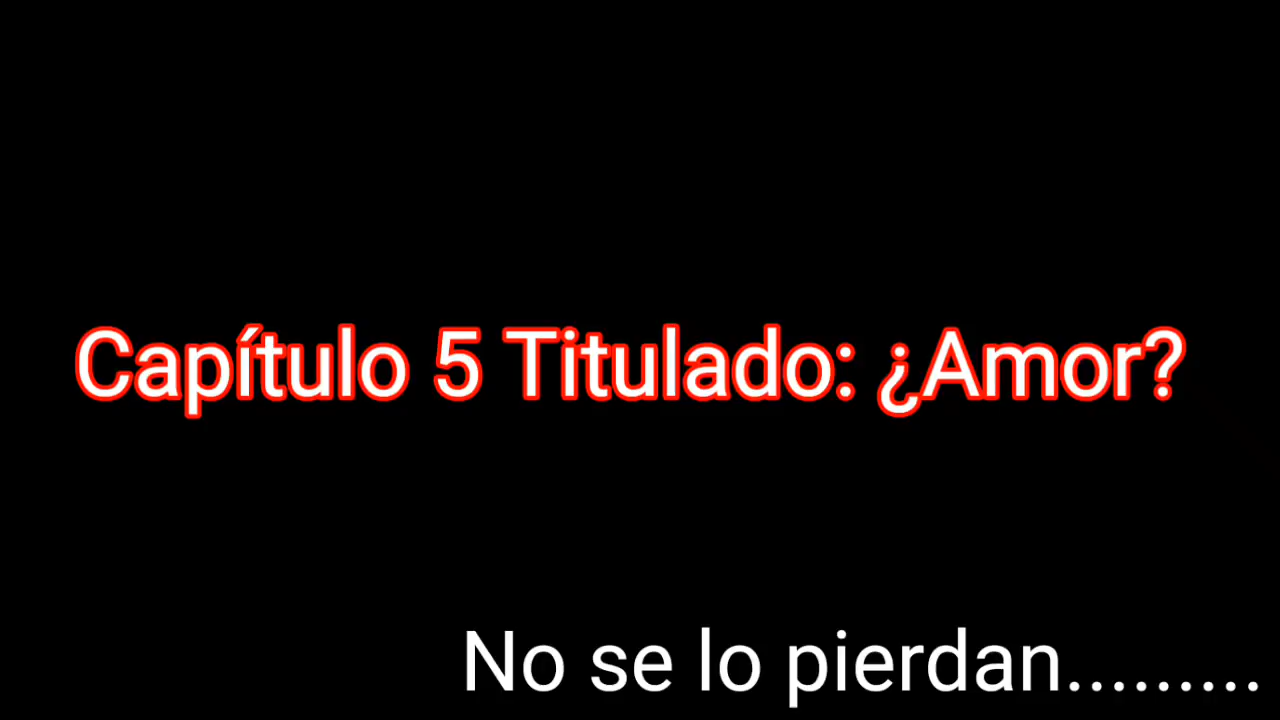 Capítulo 5 Titulado: ¿Amor?
No se lo pierdan.........